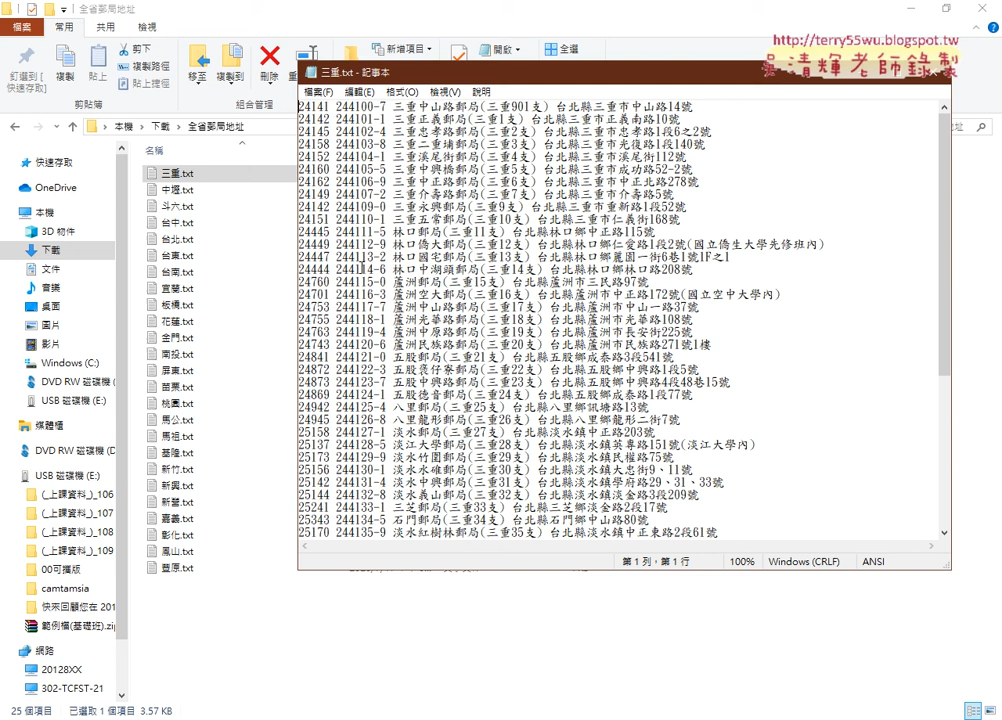 全省郵局地址
檔案 常用 共用 檢視
釘選到 [
快速存取]
複製
貼上
剪下
複製路徑
貼上捷徑
剪貼簿
移至 複製到 刪除
組合管理
新增項目
開啟
全選
http://terry55wu.blogspot.tw
吳清輝老師錄製
本機 > 下載 > 全省郵局地址
快速存取
OneDrive
本機
3D 物件
下載
文件
音樂
桌面
圖片
影片
Windows (C:)
DVD RW 磁碟機 (
USB 磁碟機 (E:)
媒體櫃
DVD RW 磁碟機 (D
USB 磁碟機 (E:)
(_上課資料_)_106
(_上課資料_)_107
(_上課資料_)_108
(_上課資料_)_109
00可攜版
camtamsia
快來回顧您在 201
範例檔(基礎班).zip
網路
20128XX
302-TCFST-21
名稱
三重.txt
中壢.txt
斗六.txt
台中.txt
台北.txt
台東.txt
台南.txt
宜蘭.txt
板橋.txt
花蓮.txt
金門.txt
南投.txt
屏東.txt
苗栗.txt
桃園.txt
馬公.txt
馬祖.txt
基隆.txt
新竹.txt
新興.txt
新營.txt
嘉義.txt
彰化.txt
鳳山.txt
豐原.txt
三重.txt - 記事本
檔案(F) 編輯(E) 格式(O) 檢視(V) 說明
24141 244100-7 三重中山路郵局(三重901支) 台北縣三重市中山路14號
24142 244101-1 三重正義郵局(三重1支) 台北縣三重市正義南路10號
24145 244102-4 三重忠孝路郵局(三重2支) 台北縣三重市忠孝路1段6之2號
24158 244103-8 三重二重埔郵局(三重3支) 台北縣三重市光復路1段140號
24152 244104-1 三重溪尾街郵局(三重4支) 台北縣三重市溪尾街112號
24160 244105-5 三重中興橋郵局(三重5支) 台北縣三重市成功路52-2號
24162 244106-9 三重中正路郵局(三重6支) 台北縣三重市中正北路278號
24149 244107-2 三重介壽路郵局(三重7支) 台北縣三重市介壽路5號
24142 244109-0 三重永興郵局(三重9支) 台北縣三重市重新路1段52號
24151 244110-1 三重五常郵局(三重10支) 台北縣三重市仁義街168號
24445 244111-5 林口郵局(三重11支) 台北縣林口鄉中正路115號
24449 244112-9 林口僑大郵局(三重12支) 台北縣林口鄉仁愛路1段2號(國立僑生大學先修班內)
24447 244113-2 林口國宅郵局(三重13支) 台北縣林口鄉麗園一街6巷1號1F之1
24444 244114-6 林口中湖頭郵局(三重14支) 台北縣林口鄉林口路208號
24760 244115-0 蘆洲郵局(三重15支) 台北縣蘆洲市三民路97號
24701 244116-3 蘆洲空大郵局(三重16支) 台北縣蘆洲市中正路172號(國立空中大學內)
24753 244117-7 蘆洲中山路郵局(三重17支) 台北縣蘆洲市中山一路37號
24755 244118-1 蘆洲光華路郵局(三重18支) 台北縣蘆洲市光華路108號
24763 244119-4 蘆洲中原路郵局(三重19支) 台北縣蘆洲市長安街225號
24743 244120-6 蘆洲民族路郵局(三重20支) 台北縣蘆洲市民族路271號1樓
24841 244121-0 五股郵局(三重21支) 台北縣五股鄉成泰路3段541號
24872 244122-3 五股褒仔寮郵局(三重22支) 台北縣五股鄉中興路1段5號
24873 244123-7 五股中興路郵局(三重23支) 台北縣五股鄉中興路4段48巷15號
24869 244124-1 五股德音郵局(三重24支) 台北縣五股鄉成泰路1段77號
24942 244125-4 八里郵局(三重25支) 台北縣八里鄉訊塘路13號
24945 244126-8 八里龍形郵局(三重26支) 台北縣八里鄉龍形二街7號
25158 244127-1 淡水郵局(三重27支) 台北縣淡水鎮中正路203號
25137 244128-5 淡江大學郵局(三重28支) 台北縣淡水鎮英專路151號(淡江大學內)
25173 244129-9 淡水竹圍郵局(三重29支) 台北縣淡水鎮民權路75號
25156 244130-1 淡水水碓郵局(三重30支) 台北縣淡水鎮大忠街9、11號
25142 244131-4 淡水中興郵局(三重31支) 台北縣淡水鎮學府路29、31、33號
25144 244132-8 淡水義山郵局(三重32支) 台北縣淡水鎮淡金路3段209號
25241 244133-1 三芝郵局(三重33支) 台北縣三芝鄉淡金路2段17號
25343 244134-5 石門郵局(三重34支) 台北縣石門鄉中山路80號
25170 244135-9 淡水紅樹林郵局(三重35支) 台北縣淡水鎮中正東路2段61號
第 1 列，第 1 行 100% Windows (CRLF) ANSI
25 個項目 已選取 1 個項目 3.57 KB